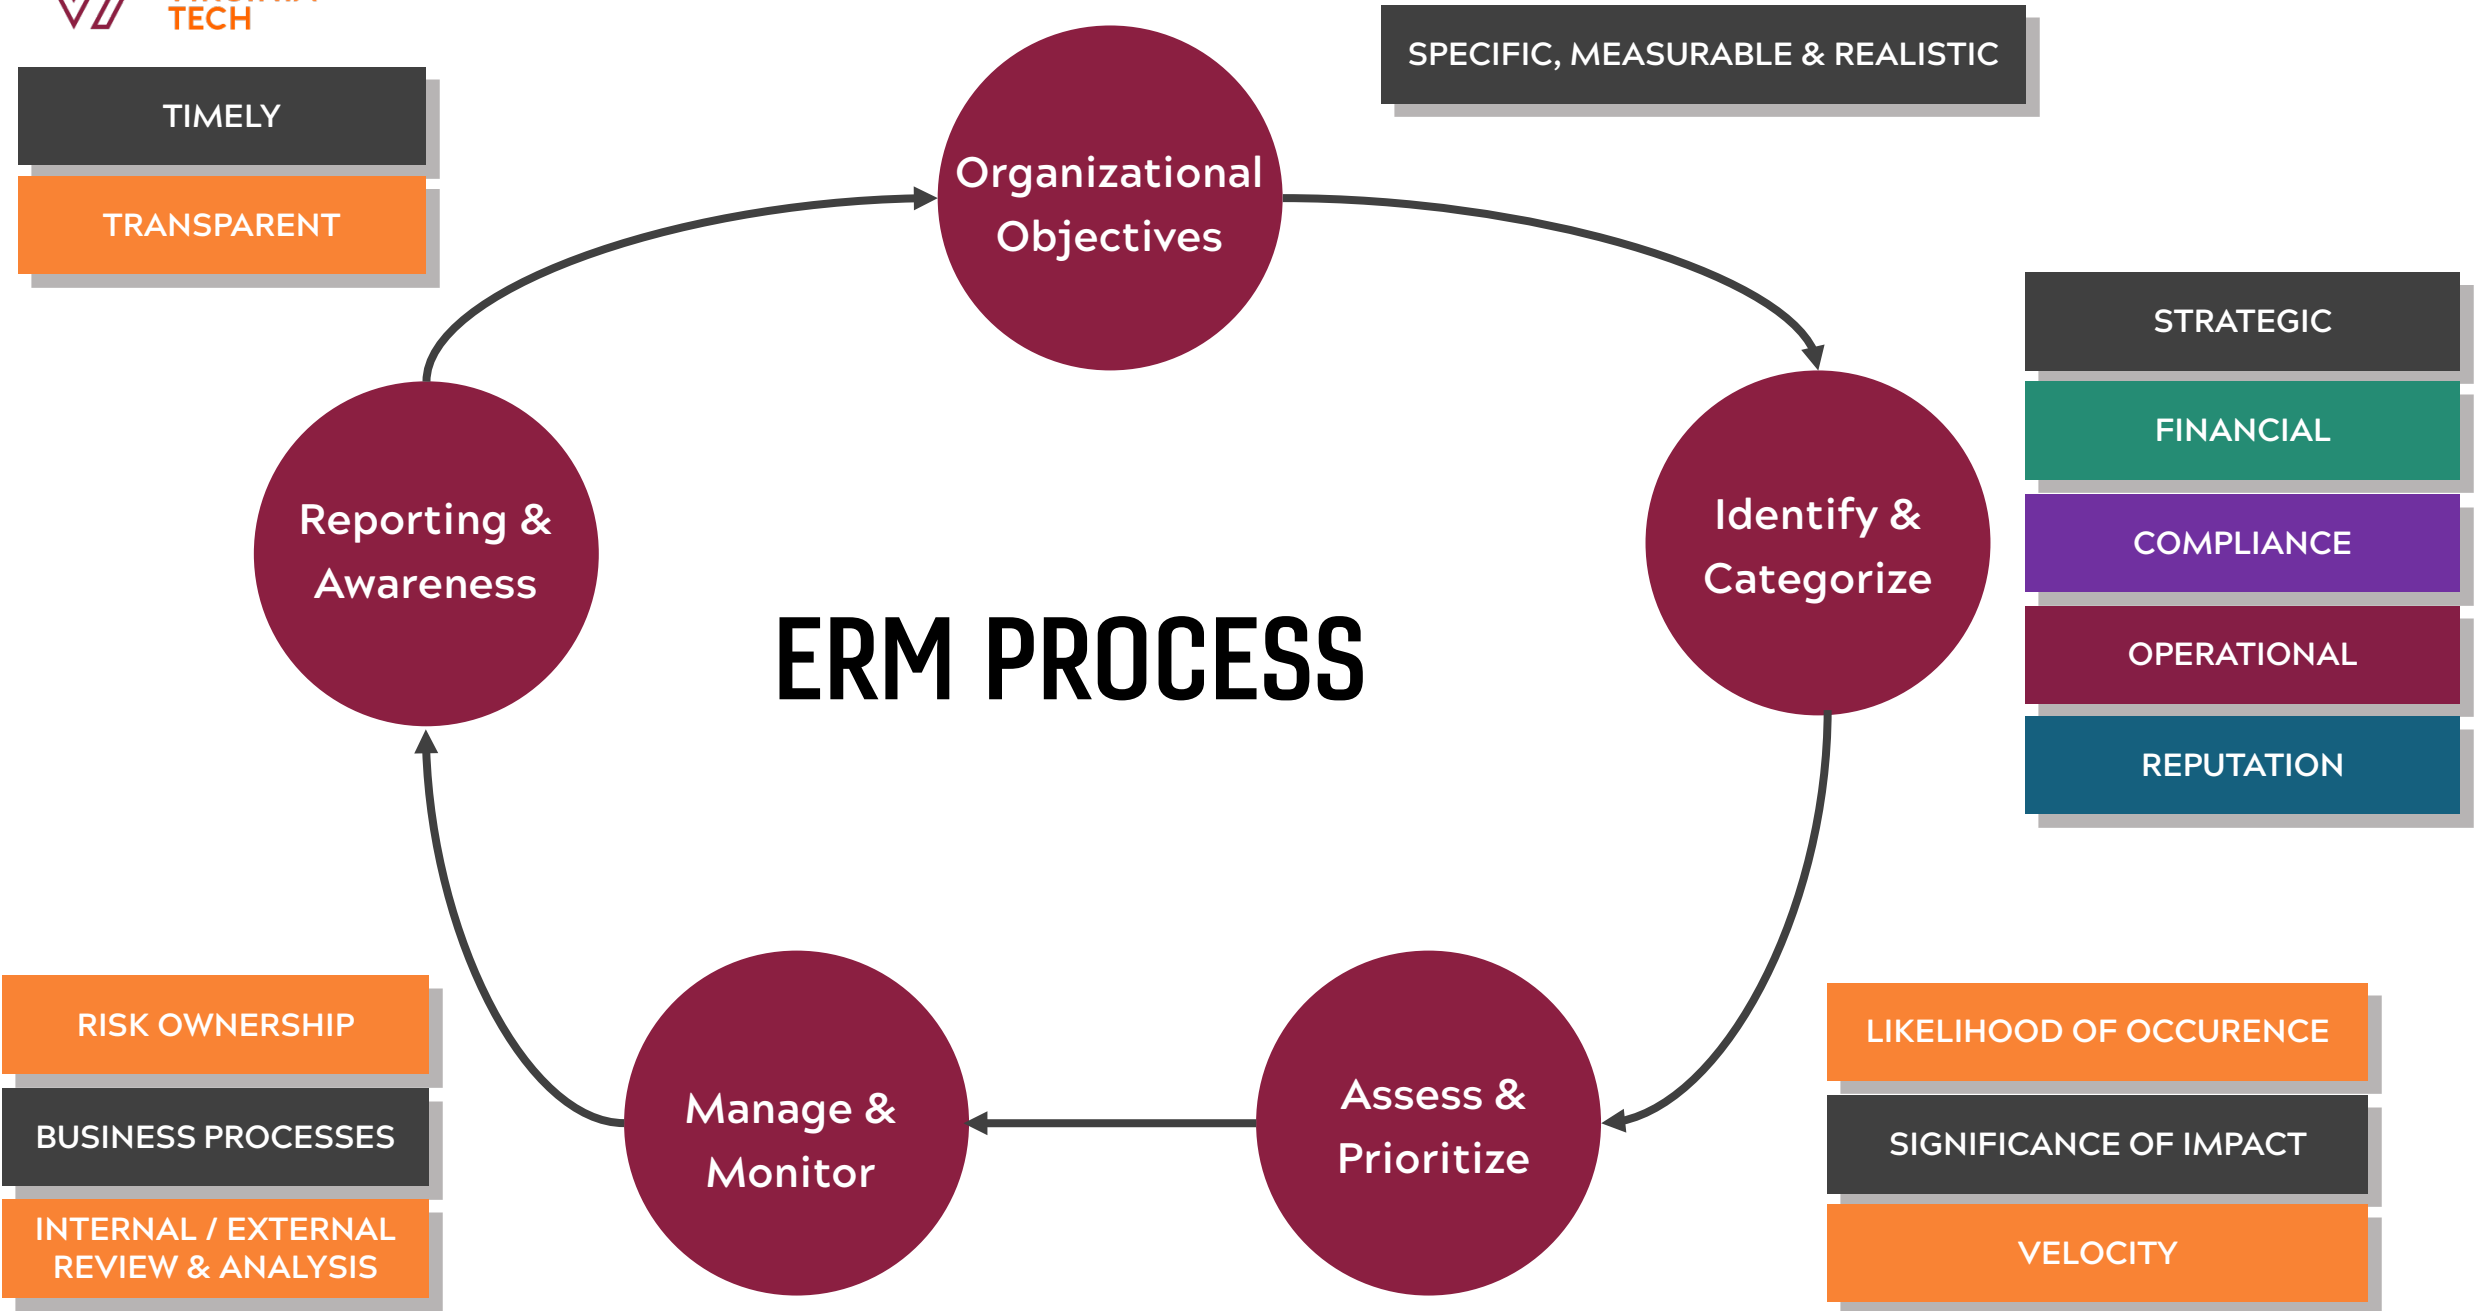 TECH
TIMELY
TRANSPARENT
SPECIFIC, MEASURABLE & REALISTIC
Organizational
Objectives
STRATEGIC
FINANCIAL
COMPLIANCE
OPERATIONAL
REPUTATION
Identify &
Categorize
Reporting &
Awareness
ERM PROCESS
RISK OWNERSHIP
BUSINESS PROCESSES
INTERNAL / EXTERNAL
REVIEW & ANALYSIS
Manage &
Monitor
Assess &
Prioritize
LIKELIHOOD OF OCCURENCE
SIGNIFICANCE OF IMPACT
VELOCITY